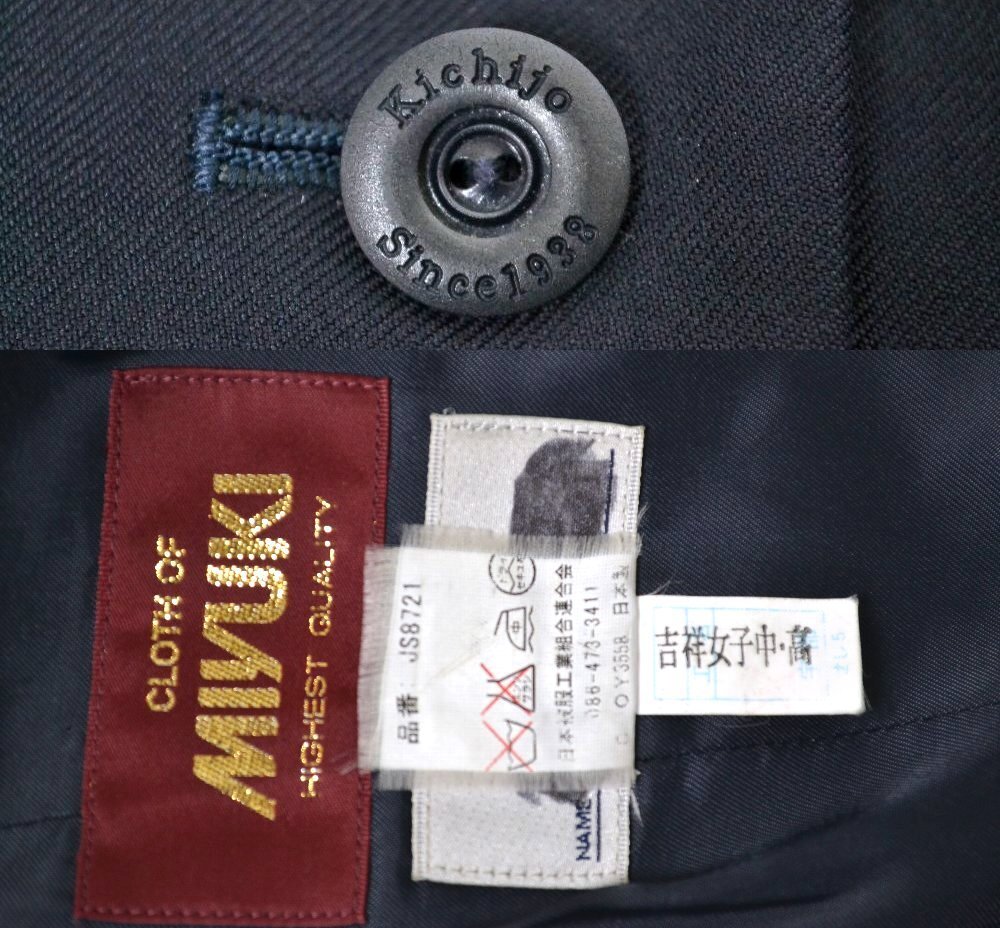 Kichijo
Since1938
CLOTH OF
MIYUKI
HIGHEST QUALITY
品番: JS8721
中
日本被服工業組合連合会
086-473-3411
OY3558 日本製
NAME
吉祥女子中・高